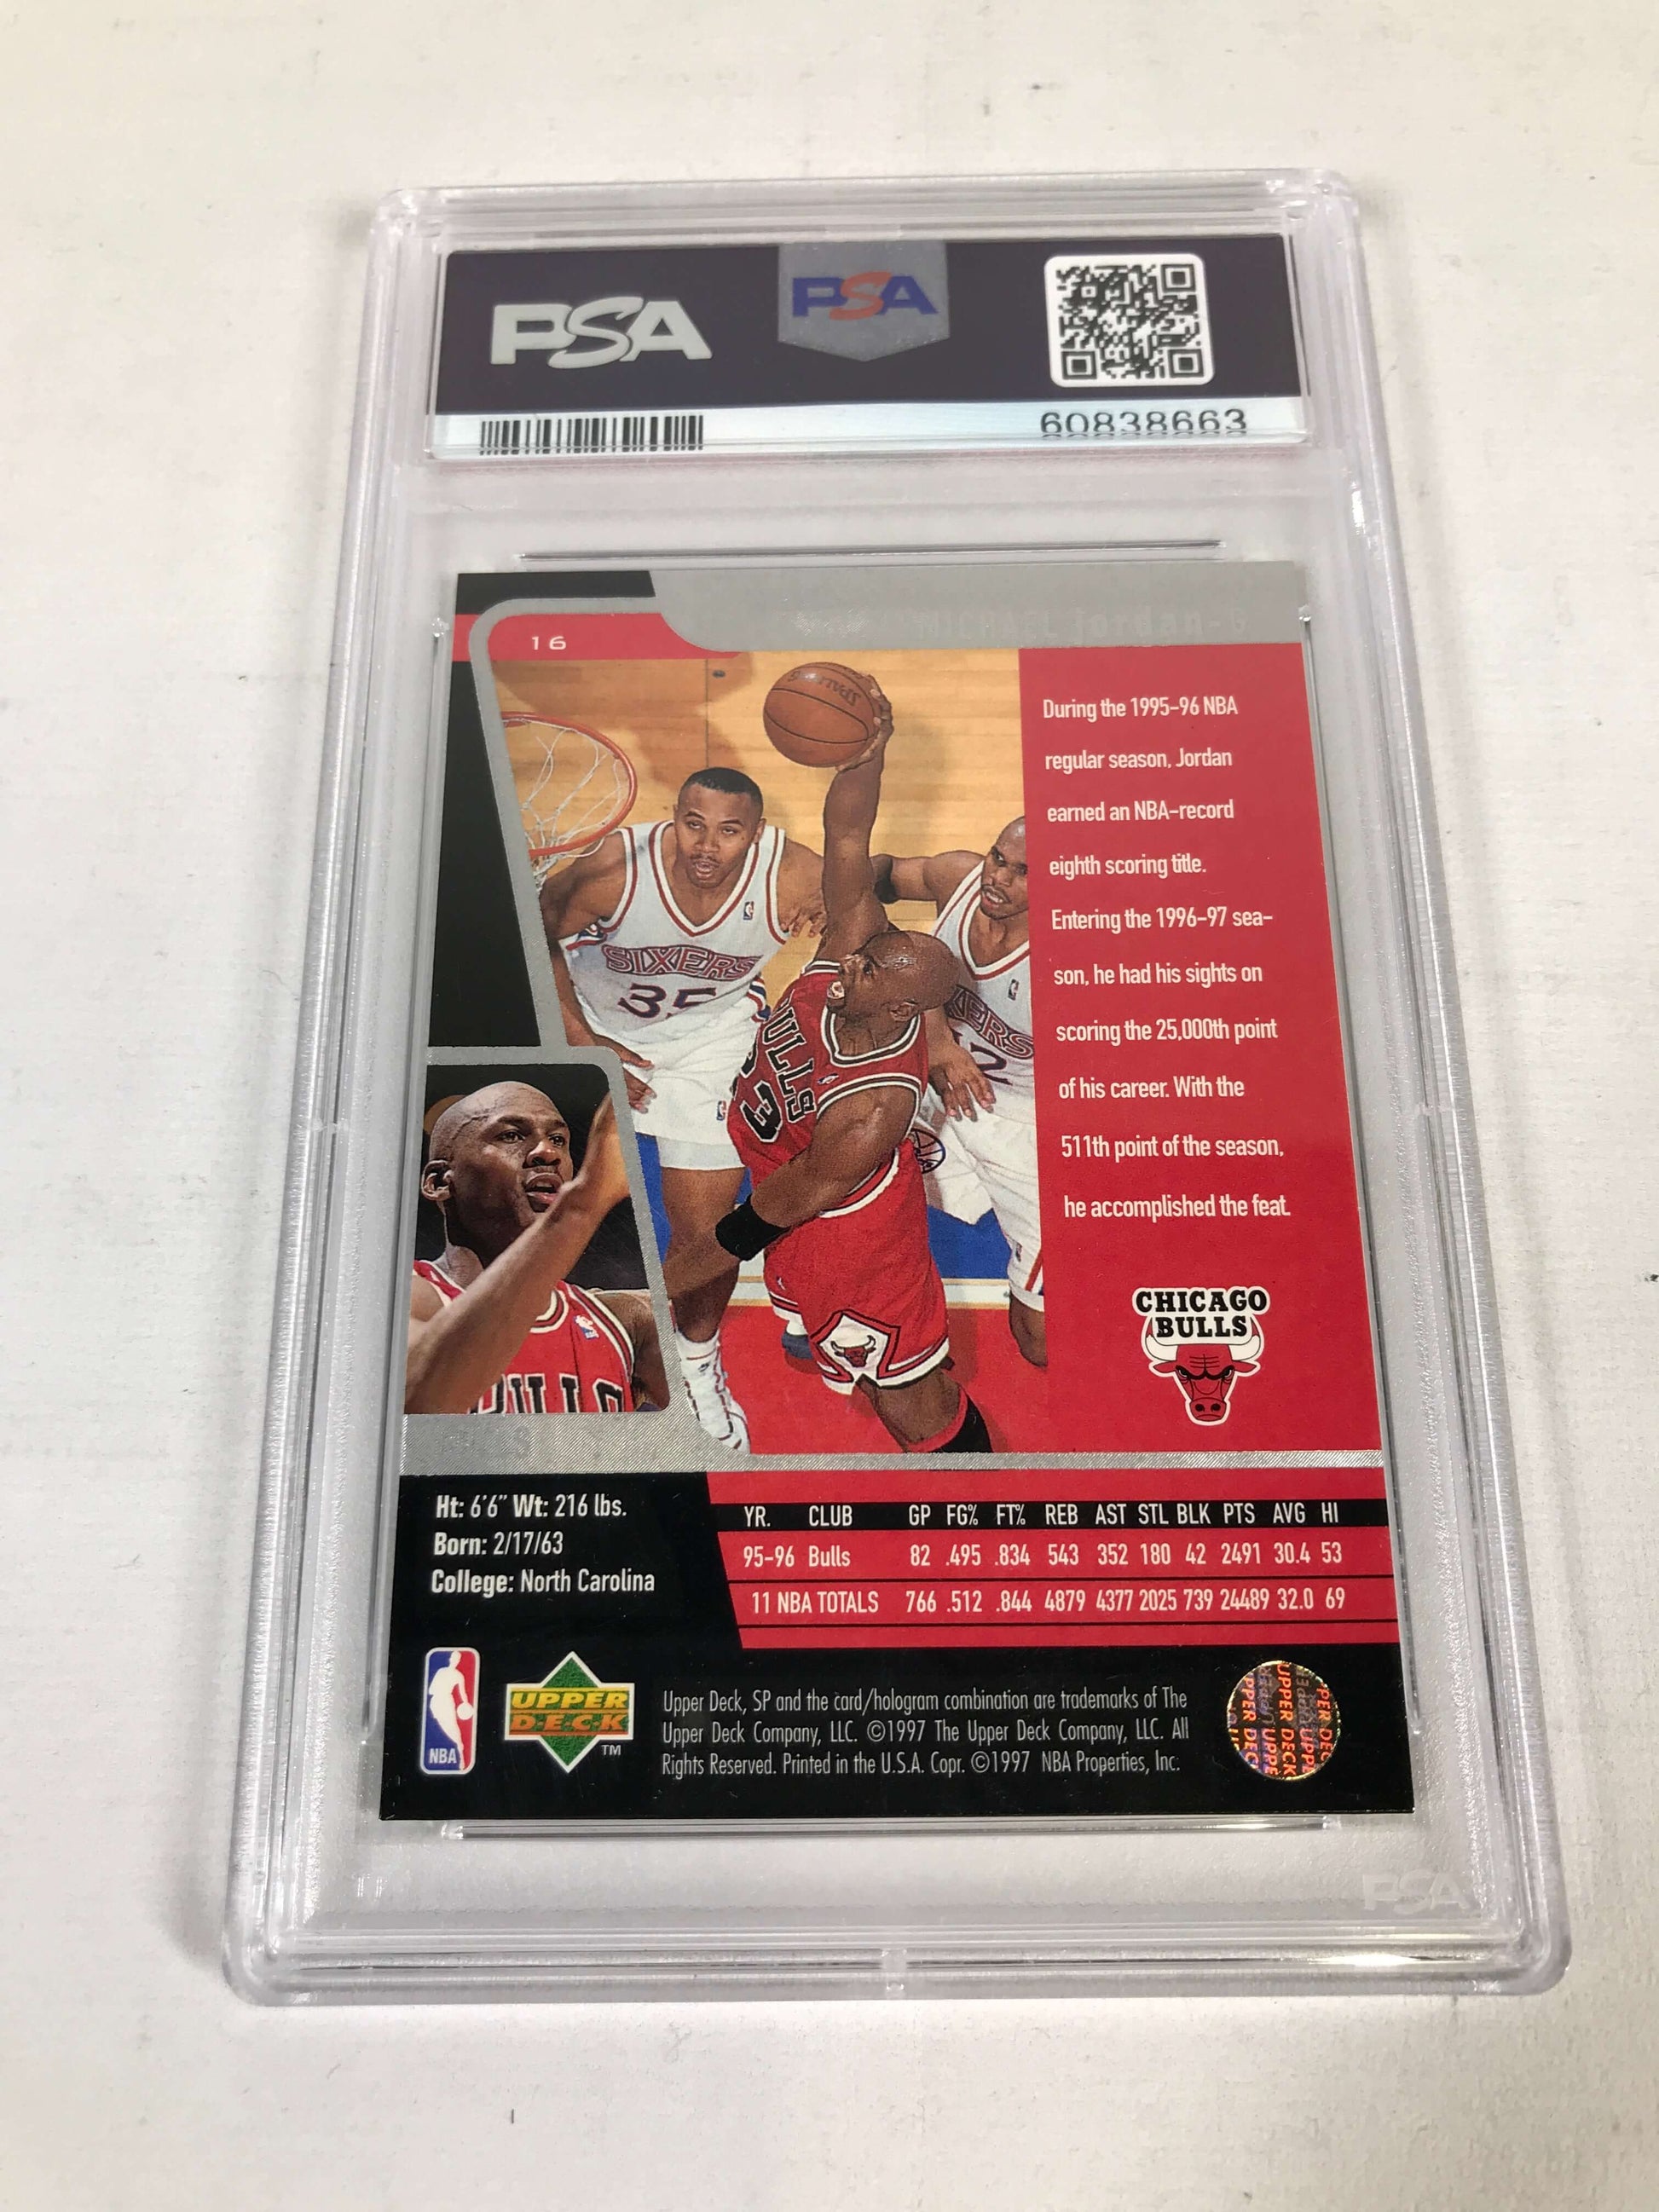 PSA
PSA
60838663
16
MICHAEL Jordan-G
SPALDING
During the 1995-96 NBA
regular season, Jordan
earned an NBA-record
eighth scoring title.
Entering the 1996-97 sea-
son, he had his sights on
scoring the 25,000th point
of his career. With the
511th point of the season,
he accomplished the feat.
SIXERS
35
BULLS
23
CHICAGO
BULLS
Ht: 6'6" Wt: 216 lbs.
Born: 2/17/63
College: North Carolina
YR. CLUB GP FG% FT% REB AST STL BLK PTS AVG HI
95-96 Bulls 82 .495 .834 543 352 180 42 2491 30.4 53
11 NBA TOTALS 766 .512 .844 4879 4377 2025 739 24489 32.0 69
NBA
UPPER
DECK
TM
Upper Deck, SP and the card/hologram combination are trademarks of The
Upper Deck Company, LLC. ©1997 The Upper Deck Company, LLC. All
Rights Reserved. Printed in the U.S.A. Copr. ©1997 NBA Properties, Inc.
UPPER DECK
PSA